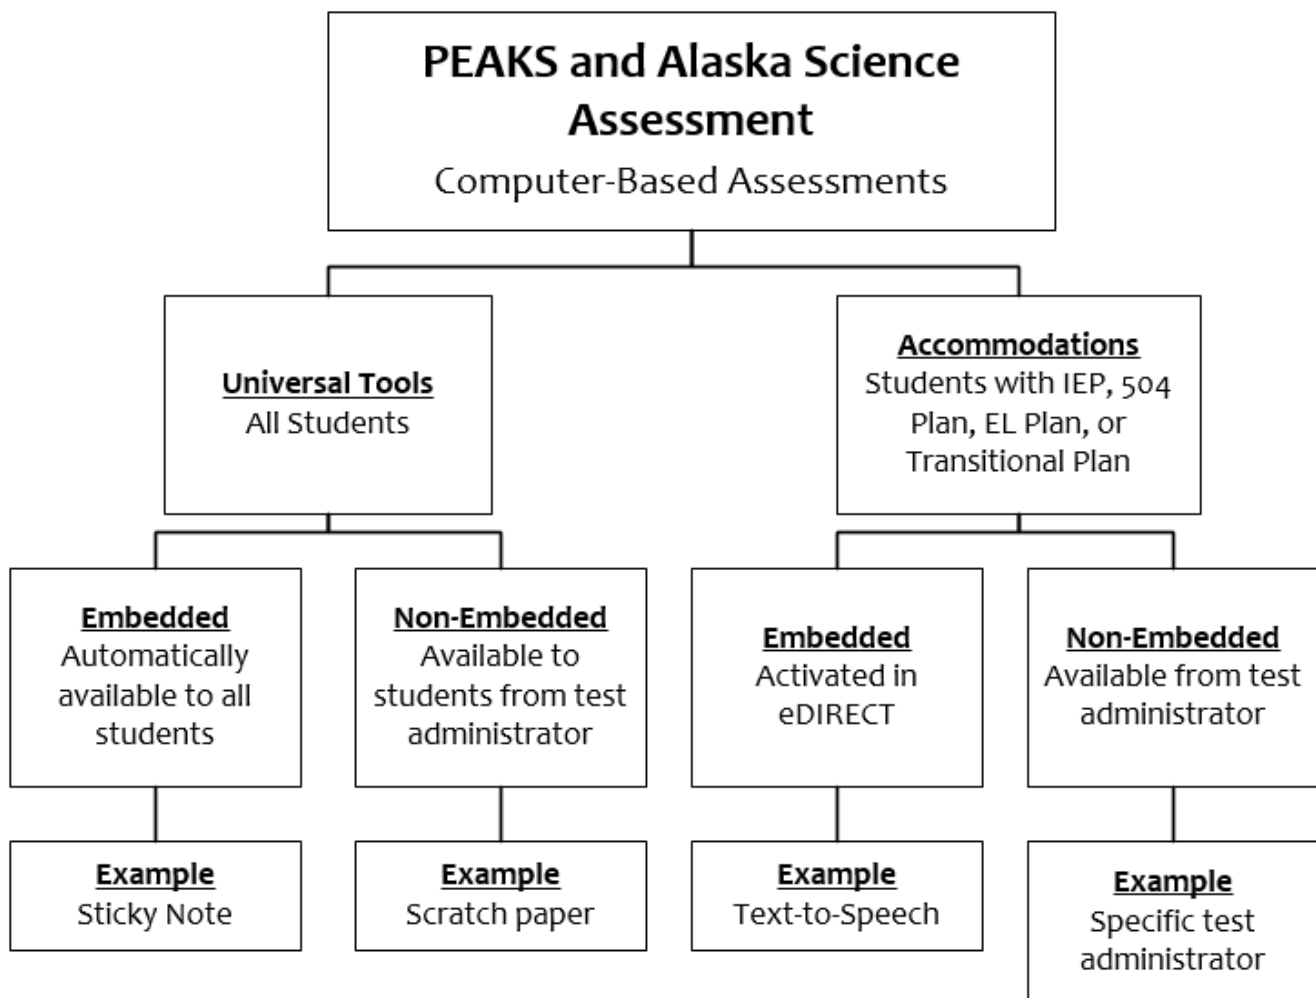 PEAKS and Alaska Science
Assessment
Computer-Based Assessments
Universal Tools
All Students
Accommodations
Students with IEP, 504
Plan, EL Plan, or
Transitional Plan
Embedded
Automatically
available to all
students
Non-Embedded
Available to
students from test
administrator
Embedded
Activated in
eDIRECT
Non-Embedded
Available from test
administrator
Example
Sticky Note
Example
Scratch paper
Example
Text-to-Speech
Example
Specific test
administrator